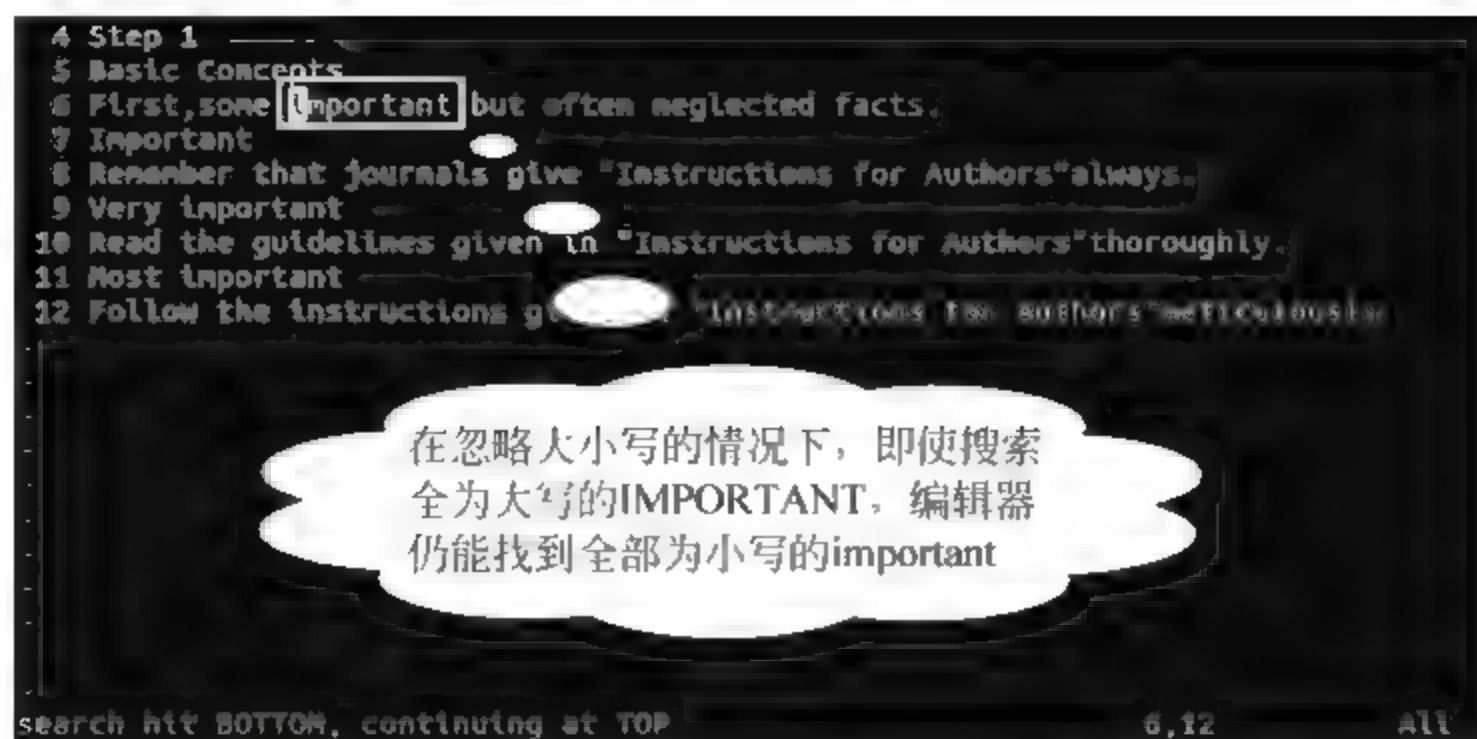 4 Step 1
5 Basic Concepts
6 First,some important but often neglected facts.
7 Important
8 Remember that journals give "Instructions for Authors"always.
9 Very important
10 Read the guidelines given in "Instructions for Authors"thoroughly.
11 Most important
12 Follow the instructions "instructions for authors"meticulously
在忽略大小写的情况下，即使搜索
全为大写的IMPORTANT，编辑器
仍能找到全部为小写的important
search hit BOTTOM, continuing at TOP 6,12 All